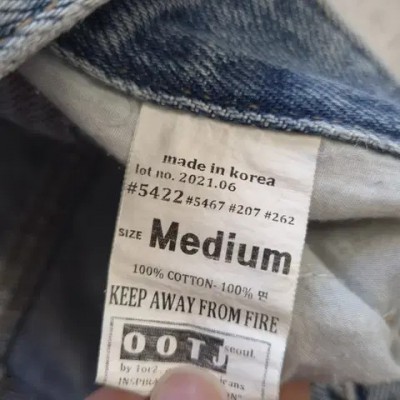 made in korea
lot no. 2021.06
#5422 #5467 #207 #262
SIZE Medium
100% COTTON- 100% 면
KEEP AWAY FROM FIRE
OOTJ seoul.
by